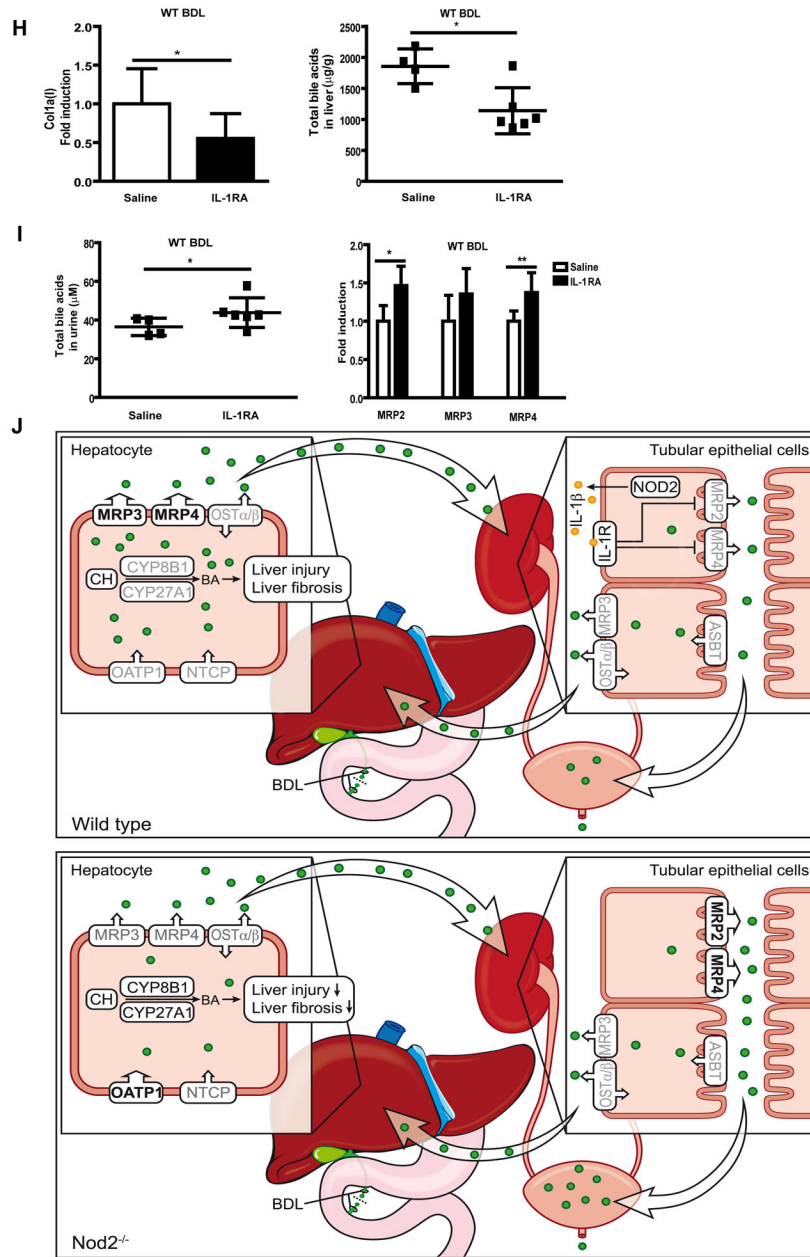 H
WT BDL
*
Col1a(I)
Fold induction
2.0
1.5
1.0
0.5
0.0
Saline
IL-1RA
WT BDL
*
Total bile acids
in liver (µg/g)
2500
2000
1500
1000
500
0
Saline
IL-1RA
I
WT BDL
*
Total bile acids
in urine (µM)
80
60
40
20
0
Saline
IL-1RA
WT BDL
Saline
IL-1RA
*
**
Fold induction
2.0
1.5
1.0
0.5
0.0
MRP2
MRP3
MRP4
J
Hepatocyte
MRP3
MRP4
OSTα/β
CYP8B1
CH
BA
CYP27A1
Liver injury
Liver fibrosis
OATP1
NTCP
BDL
Wild type
Tubular epithelial cells
IL-1β
NOD2
IL-1R
MRP2
MRP4
MRP3
OSTα/β
ASBT
Hepatocyte
MRP3
MRP4
OSTα/β
CYP8B1
CH
BA
CYP27A1
Liver injury ↓
Liver fibrosis ↓
OATP1
NTCP
BDL
Nod2-/-
Tubular epithelial cells
MRP2
MRP4
MRP3
OSTα/β
ASBT